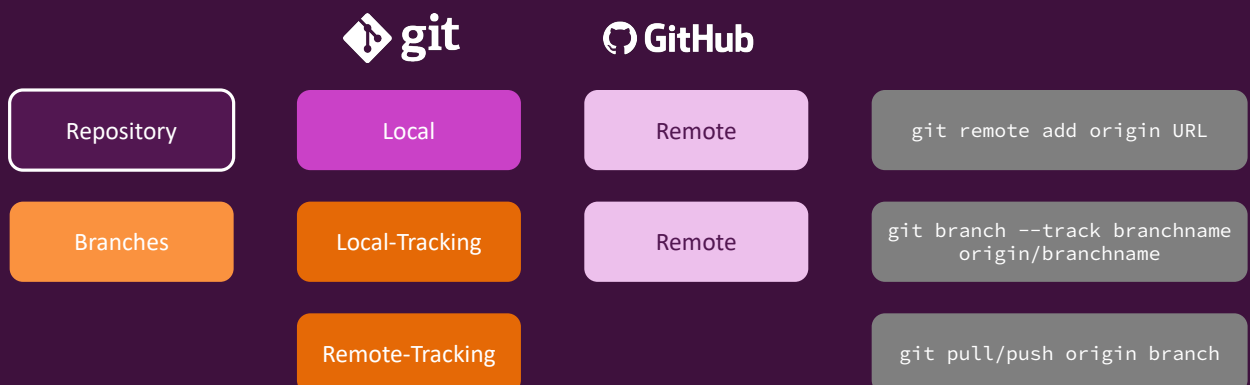 git
GitHub
Repository
Local
Remote
git remote add origin URL
Branches
Local-Tracking
Remote
git branch --track branchname
origin/branchname
Remote-Tracking
git pull/push origin branch